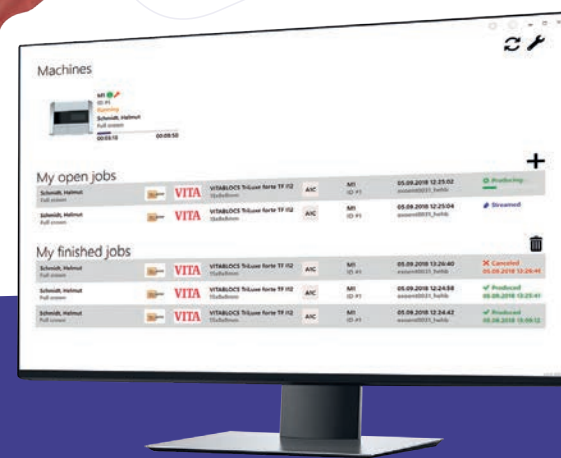 Machines
M1
ID #1
Running
Schmidt, Helmut
Full crown
00:09:10 00:09:50
My open jobs
Schmidt, Helmut VITA VITABLOCS TriLuxe forte TF I12 A1C M1 05.09.2018 12:25:02 Producing
Full crown 15x8x8mm ID #1
Schmidt, Helmut VITA VITABLOCS TriLuxe forte TF I12 A1C M1 05.09.2018 12:25:04 Streamed
Full crown 15x8x8mm ID #1
My finished jobs
Schmidt, Helmut VITA VITABLOCS TriLuxe forte TF I12 A1C M1 05.09.2018 12:26:40 Canceled
Full crown ID #1 05.09.2018 13:26:41
Schmidt, Helmut VITA VITABLOCS TriLuxe forte TF I12 A1C M1 05.09.2018 12:24:58 Produced
Full crown ID #1 05.09.2018 13:25:41
Schmidt, Helmut VITA VITABLOCS TriLuxe forte TF I12 A1C M1 05.09.2018 12:24:42 Produced
Full crown ID #1